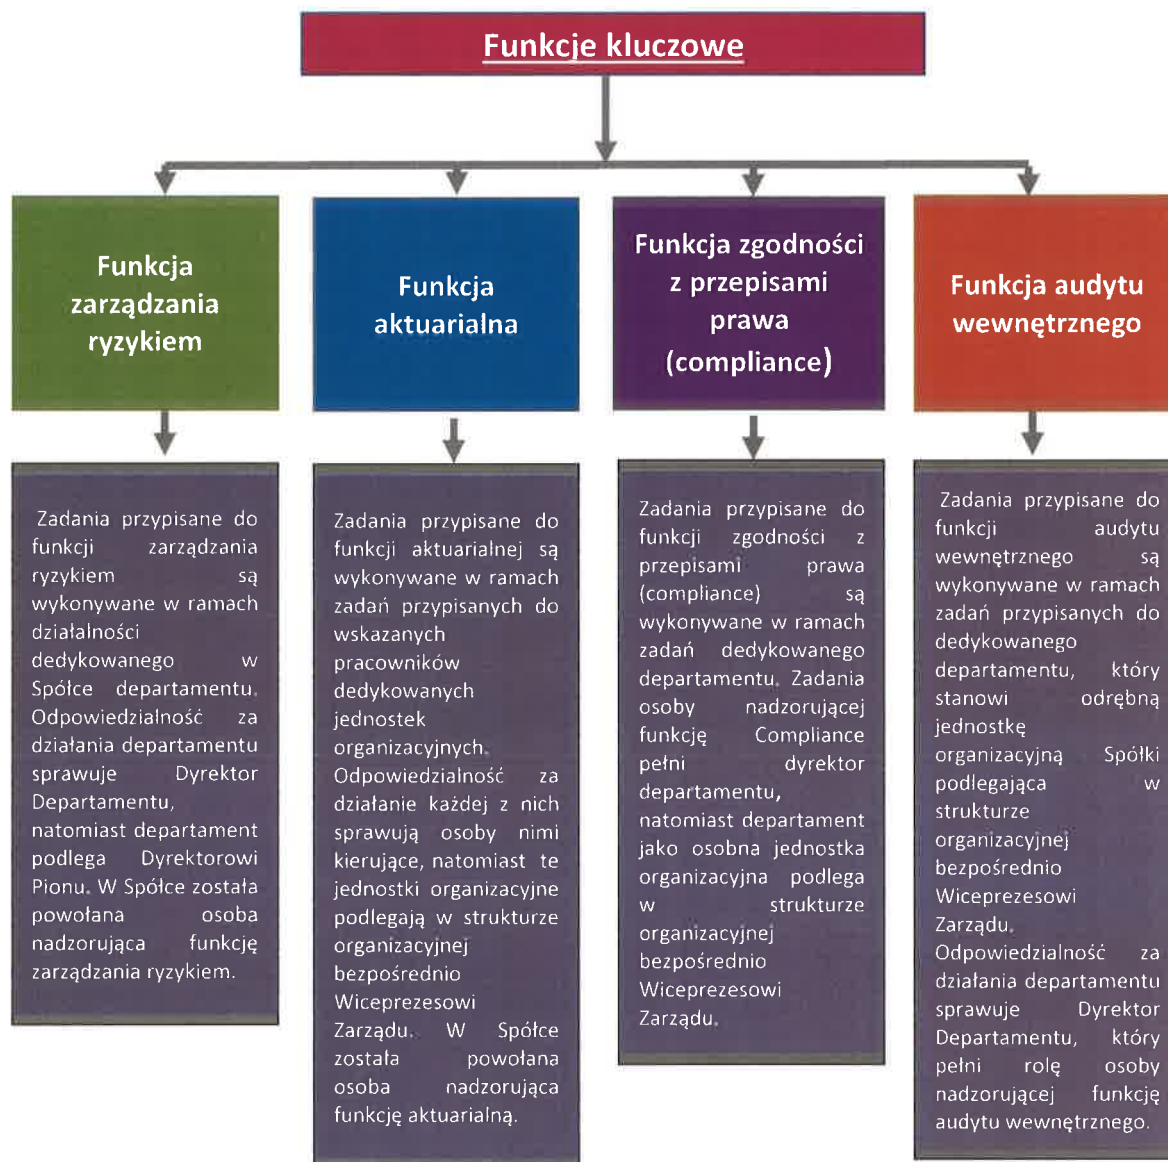 Funkcje kluczowe
Funkcja
zarządzania
ryzykiem
Funkcja
aktuarialna
Funkcja zgodności
z przepisami
prawa
(compliance)
Funkcja audytu
wewnętrznego
Zadania przypisane do
funkcji zarządzania
ryzykiem są
wykonywane w ramach
działalności
dedykowanego w
Spółce departamentu.
Odpowiedzialność za
działania departamentu
sprawuje Dyrektor
Departamentu,
natomiast departament
podlega Dyrektorowi
Pionu. W Spółce została
powołana osoba
nadzorująca funkcję
zarządzania ryzykiem.
Zadania przypisane do
funkcji aktuarialnej są
wykonywane w ramach
zadań przypisanych do
wskazanych
pracowników
dedykowanych
jednostek
organizacyjnych.
Odpowiedzialność za
działanie każdej z nich
sprawują osoby nimi
kierujące, natomiast te
jednostki organizacyjne
podlegają w strukturze
organizacyjnej
bezpośrednio
Wiceprezesowi
Zarządu. W Spółce
została powołana
osoba nadzorująca
funkcję aktuarialną.
Zadania przypisane do
funkcji zgodności z
przepisami prawa
(compliance) są
wykonywane w ramach
zadań dedykowanego
departamentu. Zadania
osoby nadzorującej
funkcję Compliance
pełni dyrektor
departamentu,
natomiast departament
jako osobna jednostka
organizacyjna podlega
w strukturze
organizacyjnej
bezpośrednio
Wiceprezesowi
Zarządu.
Zadania przypisane do
funkcji audytu
wewnętrznego są
wykonywane w ramach
zadań przypisanych do
dedykowanego
departamentu, który
stanowi odrębną
jednostkę
organizacyjną Spółki
podlegająca w
strukturze
organizacyjnej
bezpośrednio
Wiceprezesowi
Zarządu.
Odpowiedzialność za
działania departamentu
sprawuje Dyrektor
Departamentu, który
pełni rolę osoby
nadzorującej funkcję
audytu wewnętrznego.